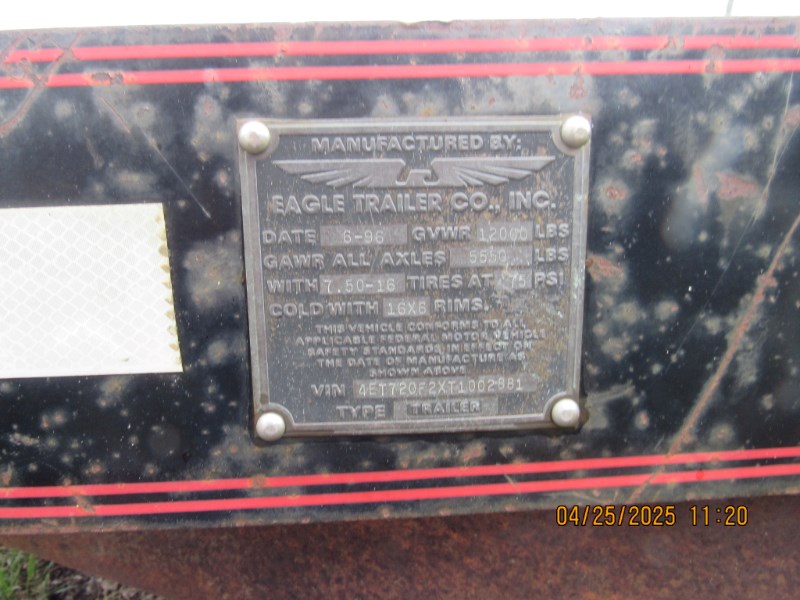 MANUFACTURED BY:
EAGLE TRAILER CO., INC.
DATE 6-96 GVWR 12000 LBS
GAWR ALL AXLES LBS
WITH 7.50-16 TIRES AT 75 PSI
COLD WITH 16X6 RIMS.
THIS VEHICLE CONFORMS TO ALL
APPLICABLE FEDERAL MOTOR VEHICLE
SAFETY STANDARDS IN EFFECT ON
THE DATE OF MANUFACTURE AS
SHOWN ABOVE
VIN
TYPE TRAILER
04/25/2025 11:20